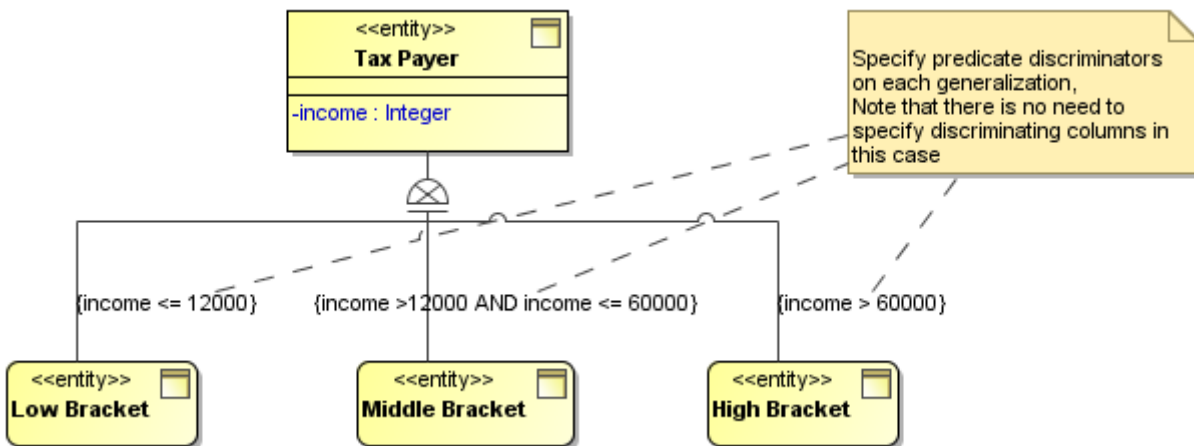 <<entity>>
Tax Payer
-income : Integer
Specify predicate discriminators
on each generalization,
Note that there is no need to
specify discriminating columns in
this case
{income <= 12000}
{income >12000 AND income <= 60000}
{income > 60000}
<<entity>>
Low Bracket
<<entity>>
Middle Bracket
<<entity>>
High Bracket